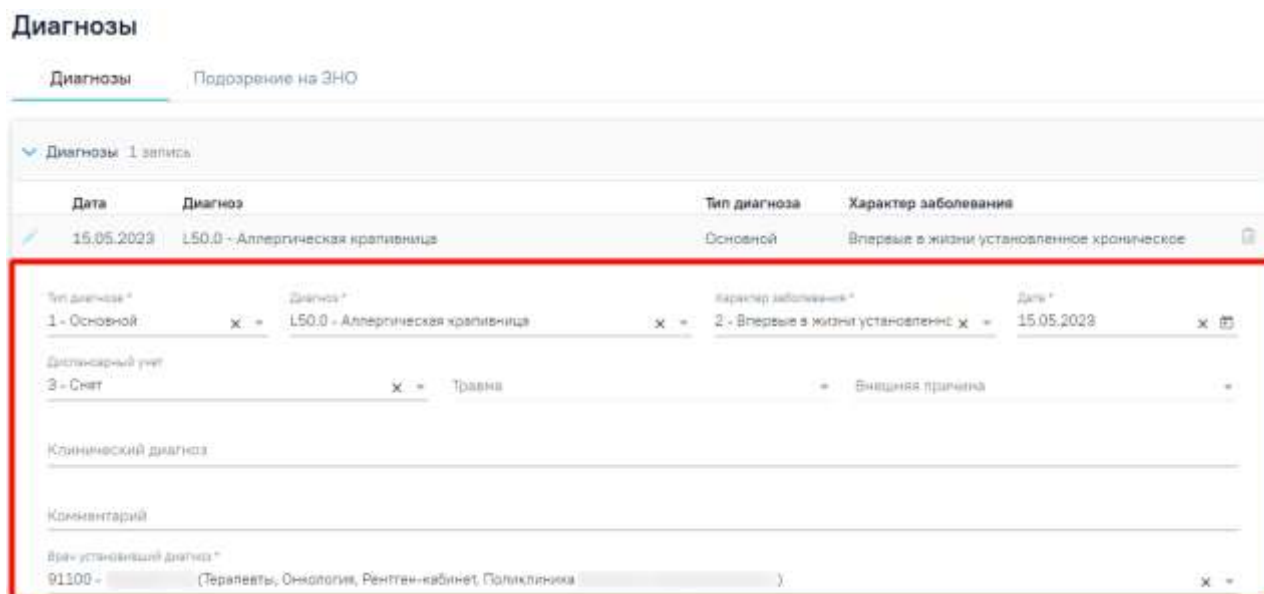 Диагнозы
Диагнозы Подозрение на ЗНО
Диагнозы 1 запись
Дата Диагноз Тип диагноза Характер заболевания
15.05.2023 L50.0 - Аллергическая крапивница Основной Впервые в жизни установленное хроническое
Тип диагноза * Диагноз * Характер заболевания * Дата *
1 - Основной L50.0 - Аллергическая крапивница 2 - Впервые в жизни установленнс 15.05.2023
Диспансерный учет
3 - Снят Травма Внешняя причина
Клинический диагноз
Комментарий
Врач установивший диагноз *
91100 - (Терапевты, Онкология, Рентген-кабинет, Поликлиника )